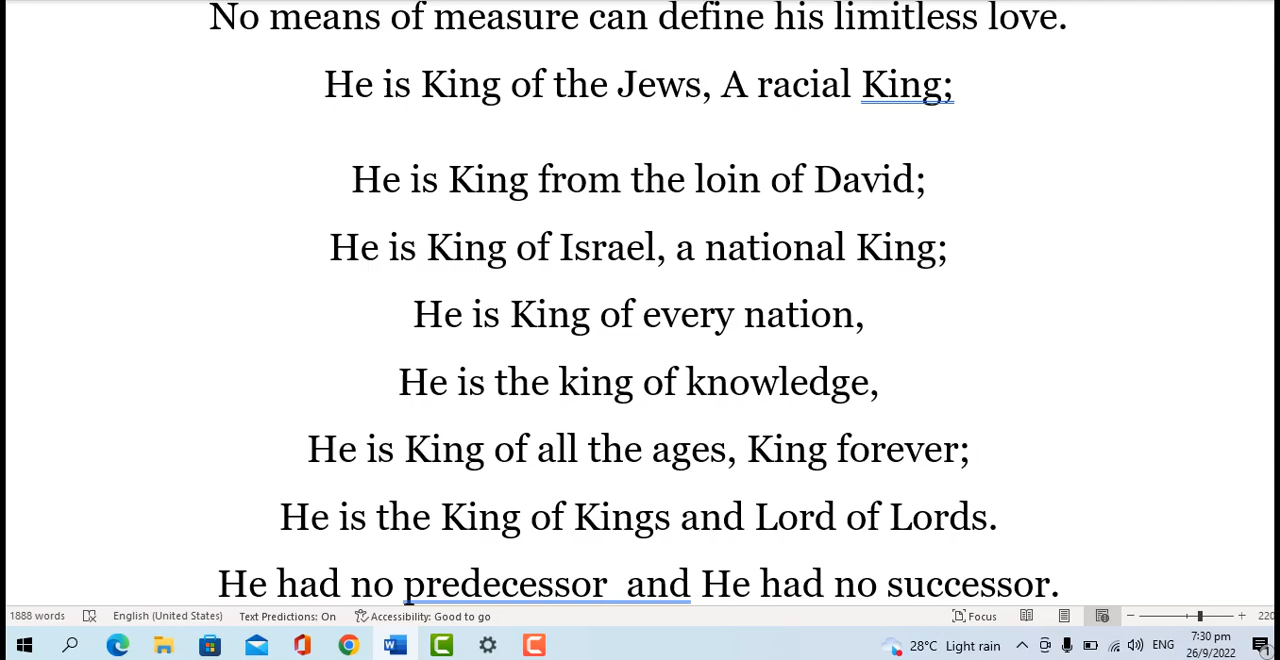 No means of measure can define his limitless love.
He is King of the Jews, A racial King;
He is King from the loin of David;
He is King of Israel, a national King;
He is King of every nation,
He is the king of knowledge,
He is King of all the ages, King forever;
He is the King of Kings and Lord of Lords.
He had no predecessor  and He had no successor.
1888 words English (United States) Text Predictions: On Accessibility: Good to go Focus 220
28°C Light rain ENG 7:30 pm
26/9/2022